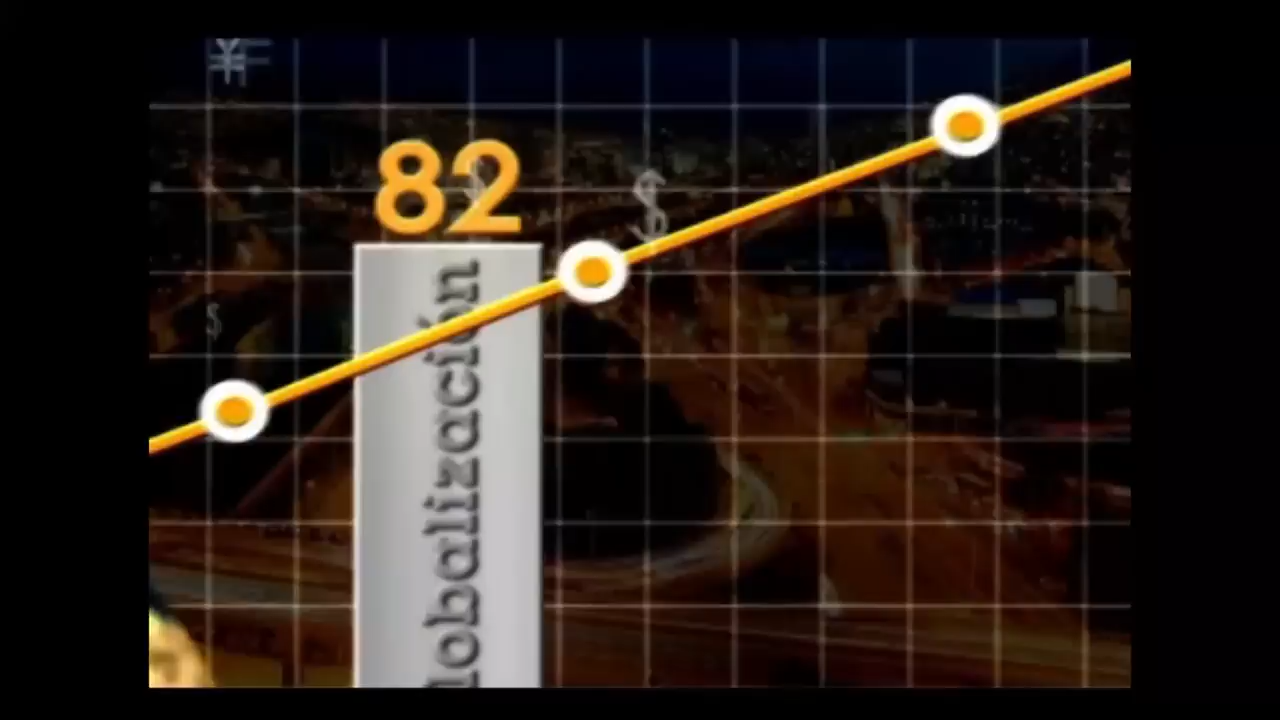 ¥
82
$
$
lobalización